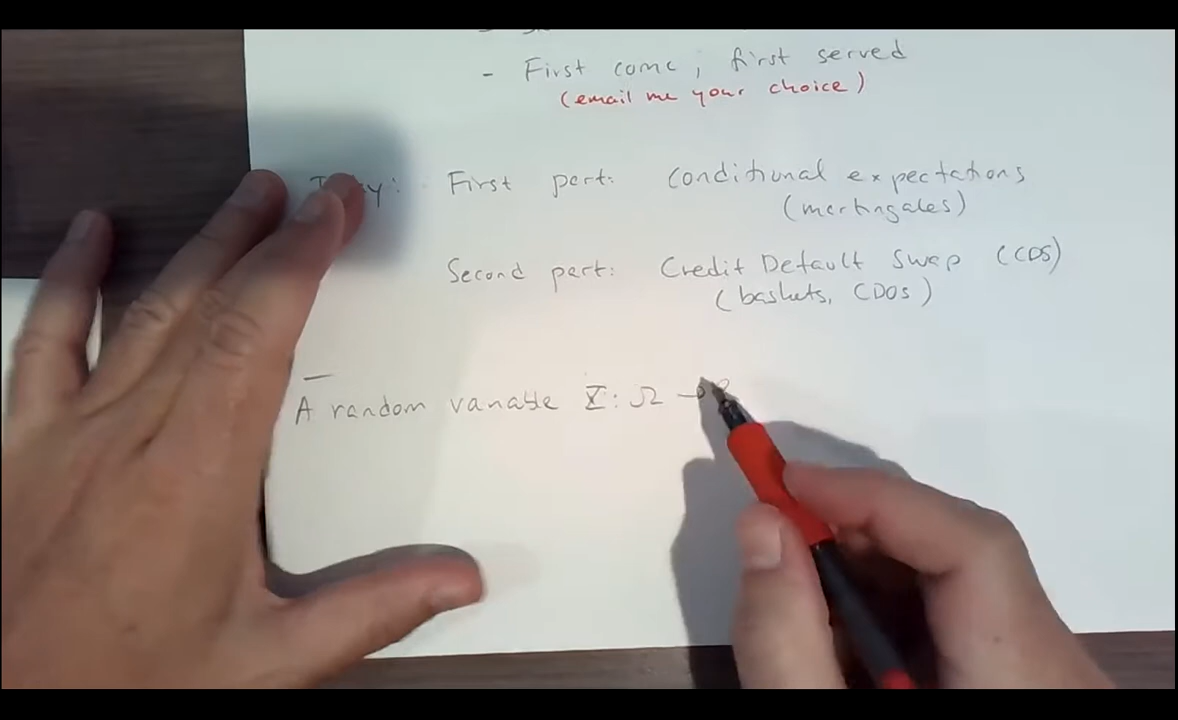 - First come, first served
(email me your choice)
Today: First part: Conditional expectations
(martingales)
Second part: Credit Default Swap (CDS)
(baskets, CDOs)
A random variable X: Ω → R